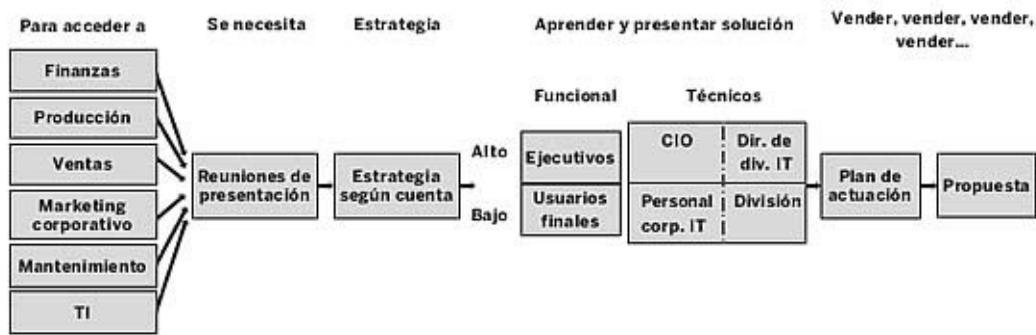 Para acceder a
Se necesita
Estrategia
Aprender y presentar solución
Vender, vender, vender,
vender...
Finanzas
Producción
Ventas
Marketing
corporativo
Mantenimiento
TI
Reuniones de
presentación
Estrategia
según cuenta
Alto
Bajo
Funcional
Técnicos
Ejecutivos
Usuarios
finales
CIO
Dir. de
div. IT
Personal
corp. IT
División
Plan de
actuación
Propuesta